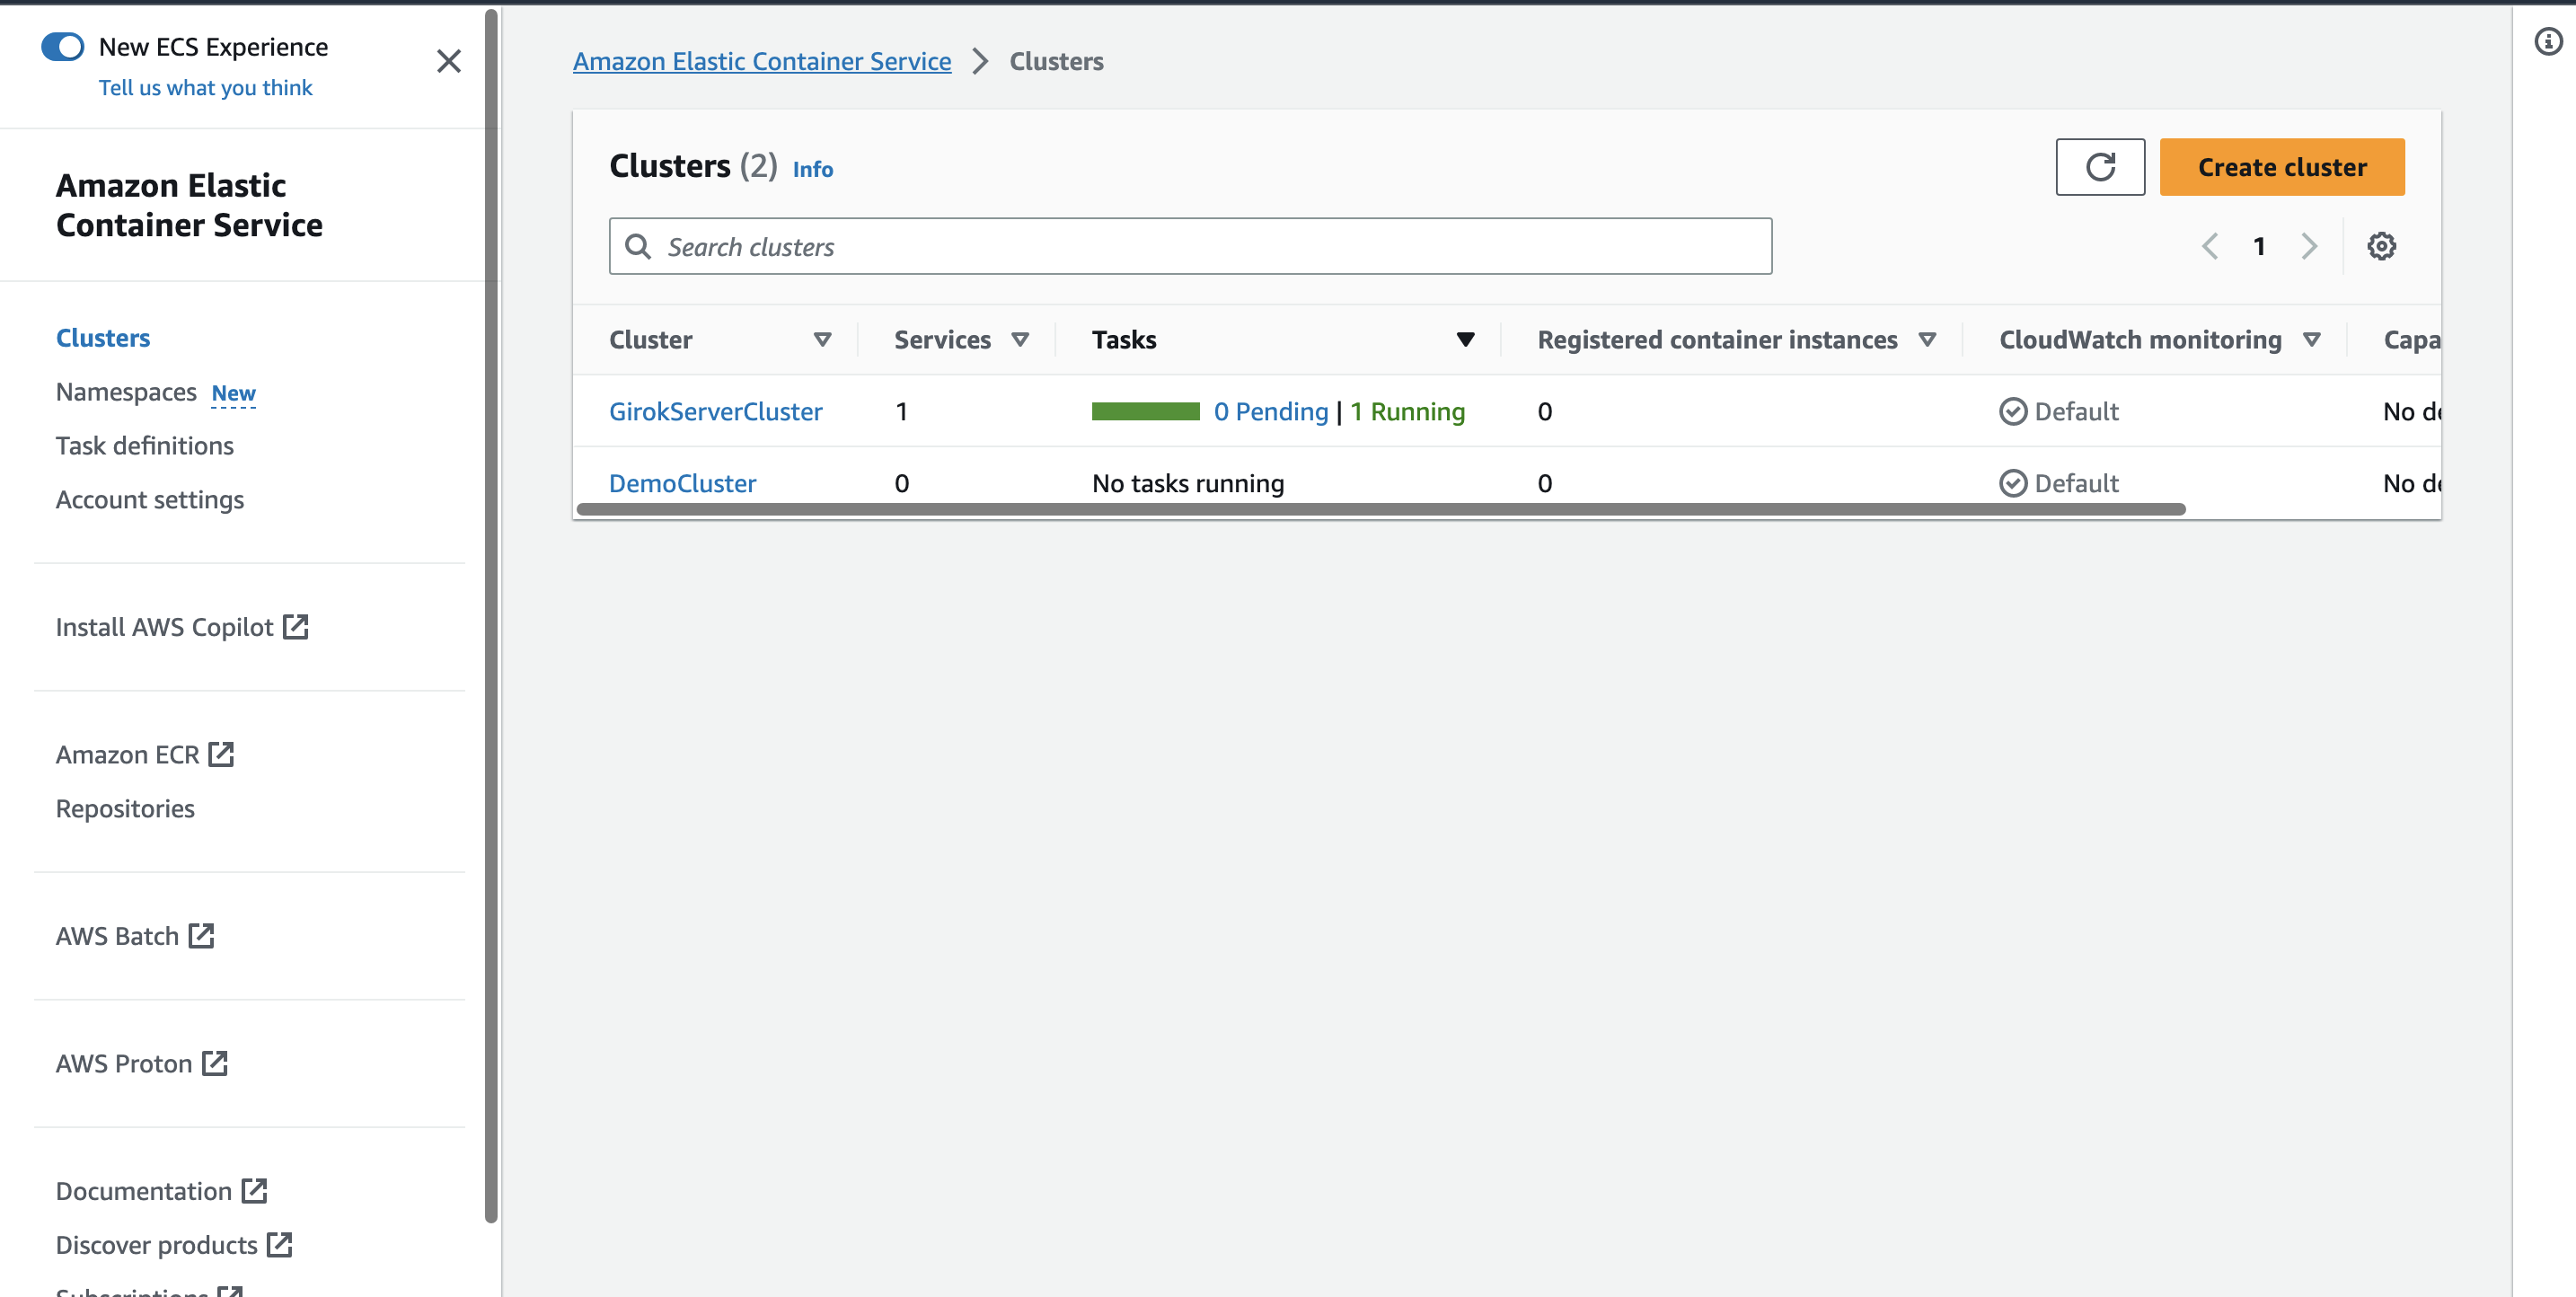 New ECS Experience
Tell us what you think
Amazon Elastic
Container Service
Clusters
Namespaces New
Task definitions
Account settings
Install AWS Copilot
Amazon ECR
Repositories
AWS Batch
AWS Proton
Documentation
Discover products
Subscriptions
Amazon Elastic Container Service > Clusters
Clusters (2) Info
Create cluster
Search clusters
1
Cluster Services Tasks Registered container instances CloudWatch monitoring Capa
GirokServerCluster 1 0 Pending | 1 Running 0 Default No de
DemoCluster 0 No tasks running 0 Default No de